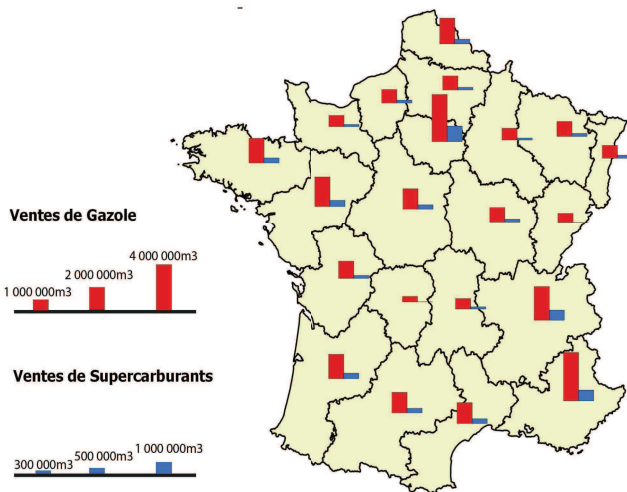 Ventes de Gazole
4 000 000m3
2 000 000m3
1 000 000m3
Ventes de Supercarburants
1 000 000m3
500 000m3
300 000m3